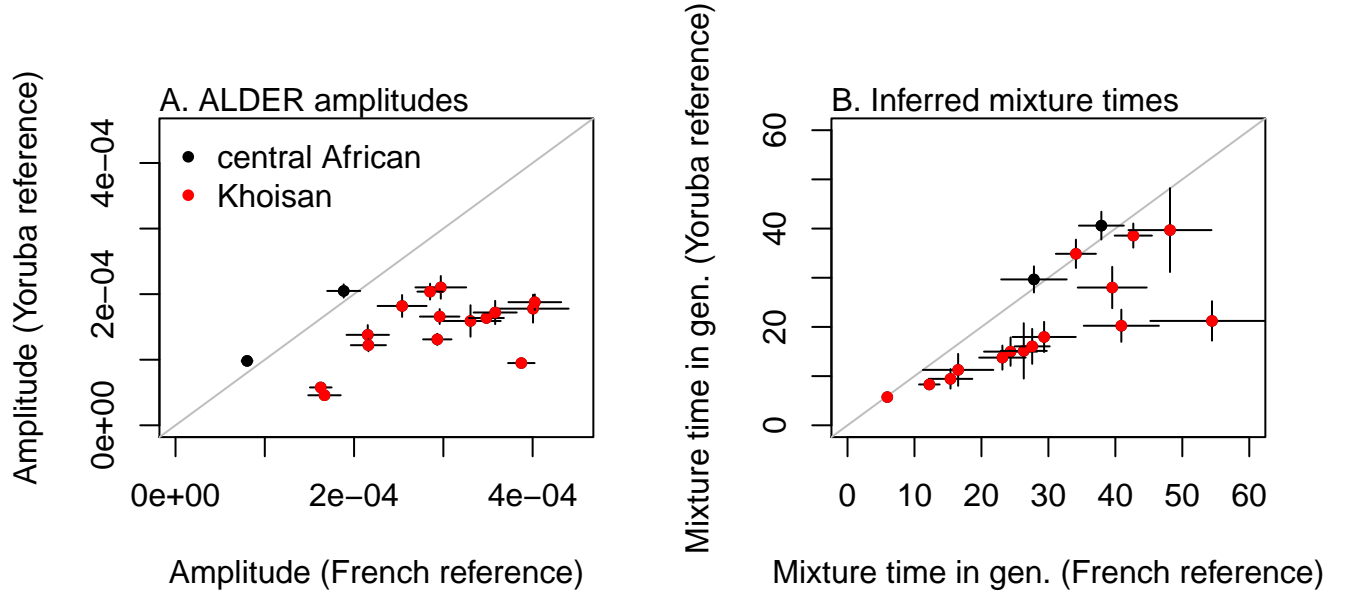 A. ALDER amplitudes
central African
Khoisan
Amplitude (Yoruba reference)
4e−04
2e−04
0e+00
0e+00 2e−04 4e−04
Amplitude (French reference)
B. Inferred mixture times
Mixture time in gen. (Yoruba reference)
60
40
20
0
0 10 20 30 40 50 60
Mixture time in gen. (French reference)